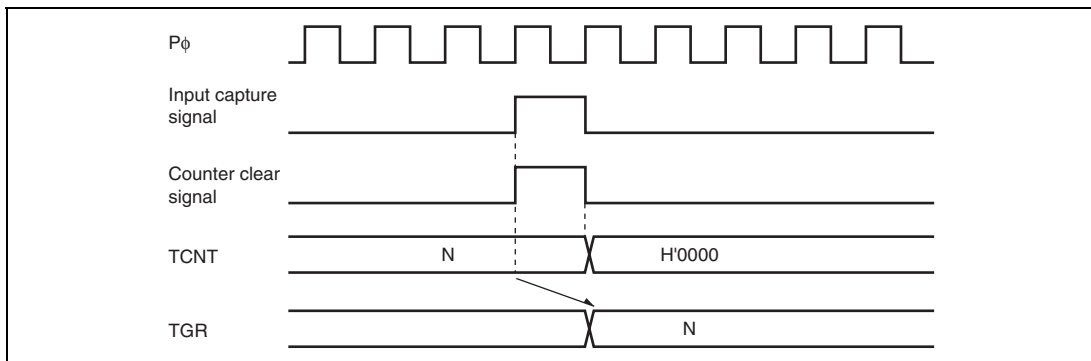 Pϕ
Input capture
signal
Counter clear
signal
TCNT
N
H'0000
TGR
N